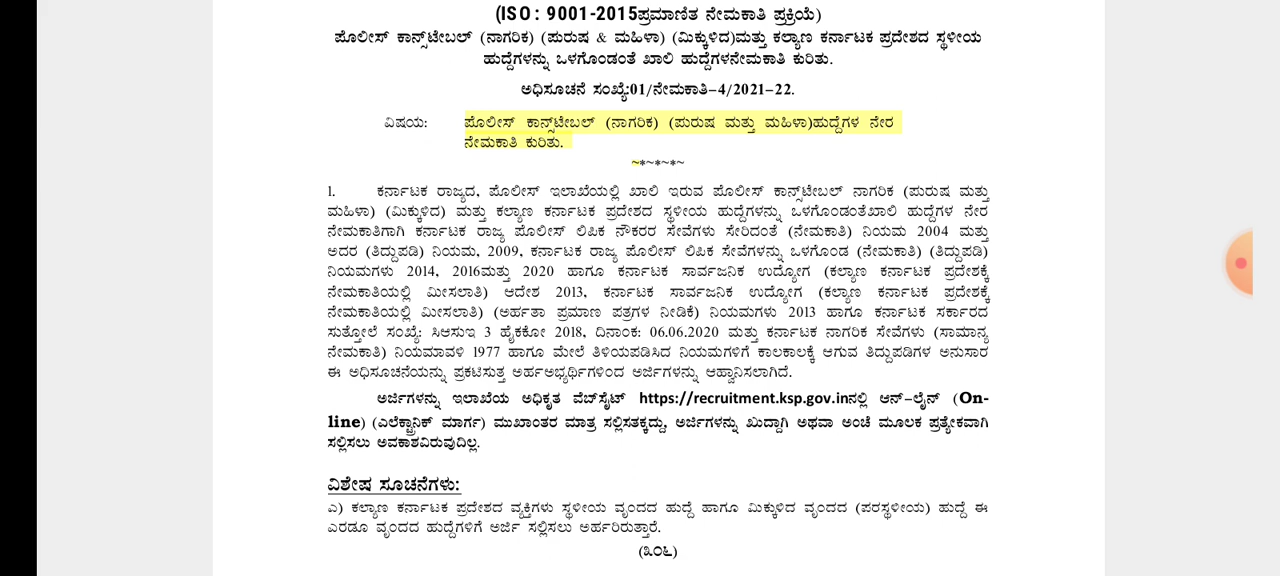 (ISO : 9001-2015ಪ್ರಮಾಣಿತ ನೇಮಕಾತಿ ಪ್ರಕ್ರಿಯೆ)
ಪೊಲೀಸ್ ಕಾನ್ಸ್‌ಟೇಬಲ್ (ನಾಗರಿಕ) (ಪುರುಷ & ಮಹಿಳಾ) (ಮಿಕ್ಕುಳಿದ)ಮತ್ತು ಕಲ್ಯಾಣ ಕರ್ನಾಟಕ ಪ್ರದೇಶದ ಸ್ಥಳೀಯ
ಹುದ್ದೆಗಳನ್ನು ಒಳಗೊಂಡಂತೆ ಖಾಲಿ ಹುದ್ದೆಗಳನೇಮಕಾತಿ ಕುರಿತು.
ಅಧಿಸೂಚನೆ ಸಂಖ್ಯೆ:01/ನೇಮಕಾತಿ-4/2021-22.
ವಿಷಯ: ಪೊಲೀಸ್ ಕಾನ್ಸ್‌ಟೇಬಲ್ (ನಾಗರಿಕ) (ಪುರುಷ ಮತ್ತು ಮಹಿಳಾ)ಹುದ್ದೆಗಳ ನೇರ
ನೇಮಕಾತಿ ಕುರಿತು.
~*~*~*~
1. ಕರ್ನಾಟಕ ರಾಜ್ಯದ, ಪೊಲೀಸ್ ಇಲಾಖೆಯಲ್ಲಿ ಖಾಲಿ ಇರುವ ಪೊಲೀಸ್ ಕಾನ್ಸ್‌ಟೇಬಲ್ ನಾಗರಿಕ (ಪುರುಷ ಮತ್ತು
ಮಹಿಳಾ) (ಮಿಕ್ಕುಳಿದ) ಮತ್ತು ಕಲ್ಯಾಣ ಕರ್ನಾಟಕ ಪ್ರದೇಶದ ಸ್ಥಳೀಯ ಹುದ್ದೆಗಳನ್ನು ಒಳಗೊಂಡಂತೆಖಾಲಿ ಹುದ್ದೆಗಳ ನೇರ
ನೇಮಕಾತಿಗಾಗಿ ಕರ್ನಾಟಕ ರಾಜ್ಯ ಪೊಲೀಸ್ ಲಿಪಿಕ ನೌಕರರ ಸೇವೆಗಳು ಸೇರಿದಂತೆ (ನೇಮಕಾತಿ) ನಿಯಮ 2004 ಮತ್ತು
ಅದರ (ತಿದ್ದುಪಡಿ) ನಿಯಮ, 2009, ಕರ್ನಾಟಕ ರಾಜ್ಯ ಪೊಲೀಸ್ ಲಿಪಿಕ ಸೇವೆಗಳನ್ನು ಒಳಗೊಂಡ (ನೇಮಕಾತಿ) (ತಿದ್ದುಪಡಿ)
ನಿಯಮಗಳು 2014, 2016ಮತ್ತು 2020 ಹಾಗೂ ಕರ್ನಾಟಕ ಸಾರ್ವಜನಿಕ ಉದ್ಯೋಗ (ಕಲ್ಯಾಣ ಕರ್ನಾಟಕ ಪ್ರದೇಶಕ್ಕೆ
ನೇಮಕಾತಿಯಲ್ಲಿ ಮೀಸಲಾತಿ) ಆದೇಶ 2013, ಕರ್ನಾಟಕ ಸಾರ್ವಜನಿಕ ಉದ್ಯೋಗ (ಕಲ್ಯಾಣ ಕರ್ನಾಟಕ ಪ್ರದೇಶಕ್ಕೆ
ನೇಮಕಾತಿಯಲ್ಲಿ ಮೀಸಲಾತಿ) (ಅರ್ಹತಾ ಪ್ರಮಾಣ ಪತ್ರಗಳ ನೀಡಿಕೆ) ನಿಯಮಗಳು 2013 ಹಾಗೂ ಕರ್ನಾಟಕ ಸರ್ಕಾರದ
ಸುತ್ತೋಲೆ ಸಂಖ್ಯೆ: ಸಿಆಸುಇ 3 ಹೈಕಕೋ 2018, ದಿನಾಂಕ: 06.06.2020 ಮತ್ತು ಕರ್ನಾಟಕ ನಾಗರಿಕ ಸೇವೆಗಳು (ಸಾಮಾನ್ಯ
ನೇಮಕಾತಿ) ನಿಯಮಾವಳಿ 1977 ಹಾಗೂ ಮೇಲೆ ತಿಳಿಯಪಡಿಸಿದ ನಿಯಮಗಳಿಗೆ ಕಾಲಕಾಲಕ್ಕೆ ಆಗುವ ತಿದ್ದುಪಡಿಗಳ ಅನುಸಾರ
ಈ ಅಧಿಸೂಚನೆಯನ್ನು ಪ್ರಕಟಿಸುತ್ತ ಅರ್ಹಅಭ್ಯರ್ಥಿಗಳಿಂದ ಅರ್ಜಿಗಳನ್ನು ಆಹ್ವಾನಿಸಲಾಗಿದೆ.
ಅರ್ಜಿಗಳನ್ನು ಇಲಾಖೆಯ ಅಧಿಕೃತ ವೆಬ್‌ಸೈಟ್ https://recruitment.ksp.gov.inನಲ್ಲಿ ಆನ್-ಲೈನ್ (On-
line) (ಎಲೆಕ್ಟ್ರಾನಿಕ್ ಮಾರ್ಗ) ಮುಖಾಂತರ ಮಾತ್ರ ಸಲ್ಲಿಸತಕ್ಕದ್ದು, ಅರ್ಜಿಗಳನ್ನು ಖುದ್ದಾಗಿ ಅಥವಾ ಅಂಚೆ ಮೂಲಕ ಪ್ರತ್ಯೇಕವಾಗಿ
ಸಲ್ಲಿಸಲು ಅವಕಾಶವಿರುವುದಿಲ್ಲ.
ವಿಶೇಷ ಸೂಚನೆಗಳು:
ಎ) ಕಲ್ಯಾಣ ಕರ್ನಾಟಕ ಪ್ರದೇಶದ ವ್ಯಕ್ತಿಗಳು ಸ್ಥಳೀಯ ವೃಂದದ ಹುದ್ದೆ ಹಾಗೂ ಮಿಕ್ಕುಳಿದ ವೃಂದದ (ಪರಸ್ಥಳೀಯ) ಹುದ್ದೆ ಈ
ಎರಡೂ ವೃಂದದ ಹುದ್ದೆಗಳಿಗೆ ಅರ್ಜಿ ಸಲ್ಲಿಸಲು ಅರ್ಹರಿರುತ್ತಾರೆ.
(೩೦೬)